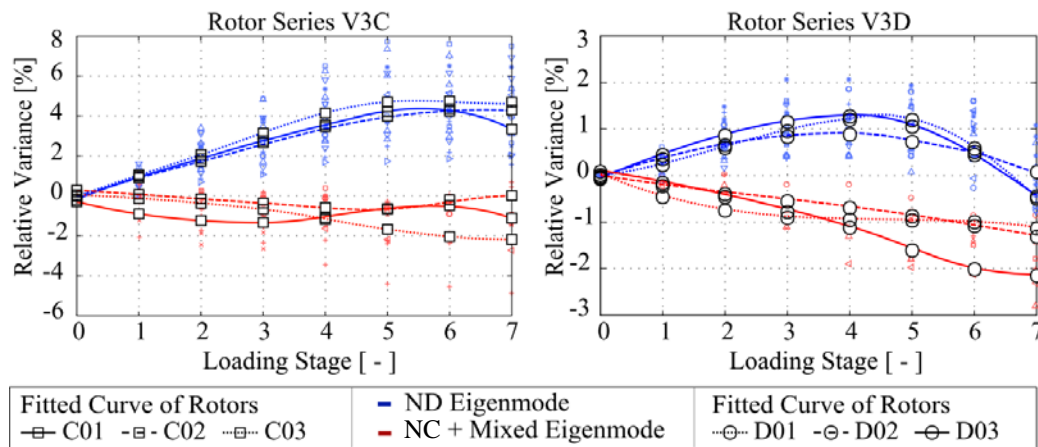 Rotor Series V3C
Relative Variance [%]
8
6
4
2
0
-2
-4
-6
0 1 2 3 4 5 6 7
Loading Stage [ - ]
Rotor Series V3D
Relative Variance [%]
3
2
1
0
-1
-2
-3
0 1 2 3 4 5 6 7
Loading Stage [ - ]
Fitted Curve of Rotors
C01 C02 C03
ND Eigenmode
NC + Mixed Eigenmode
Fitted Curve of Rotors
D01 D02 D03